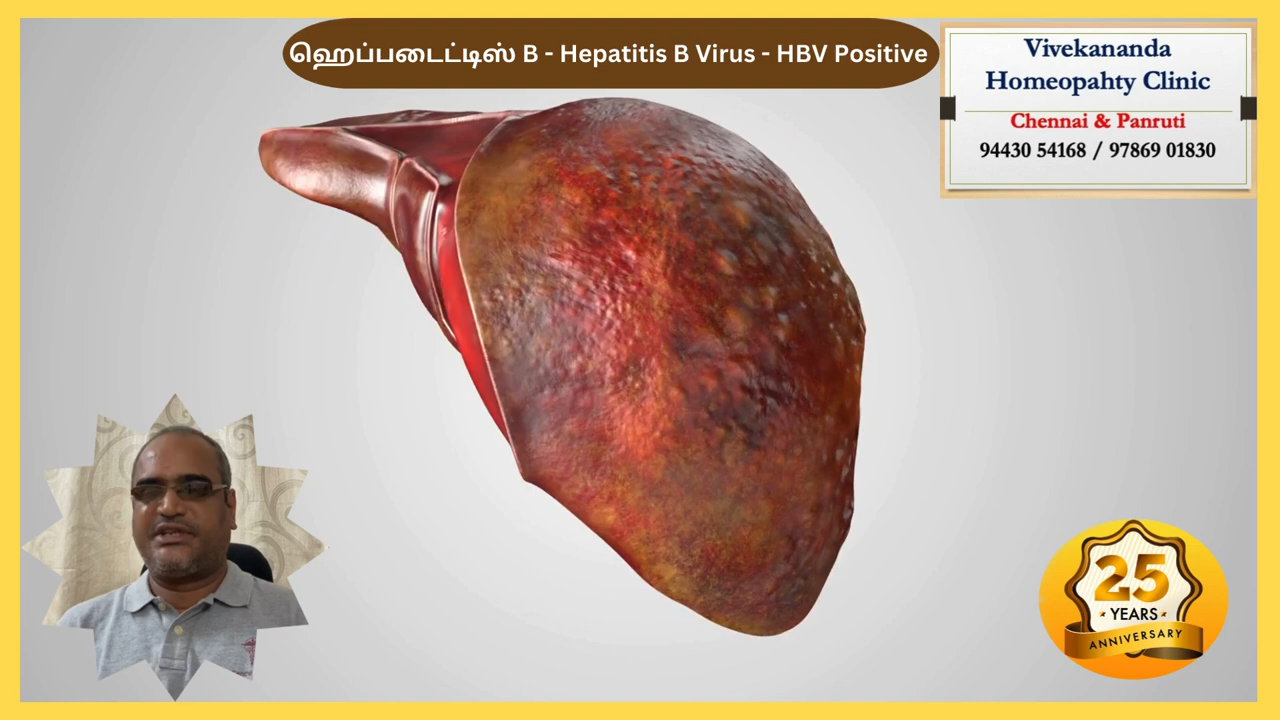 ஹெப்படைட்டிஸ் B - Hepatitis B Virus - HBV Positive
Vivekananda
Homeopahty Clinic
Chennai & Panruti
94430 54168 / 97869 01830
25
YEARS
ANNIVERSARY